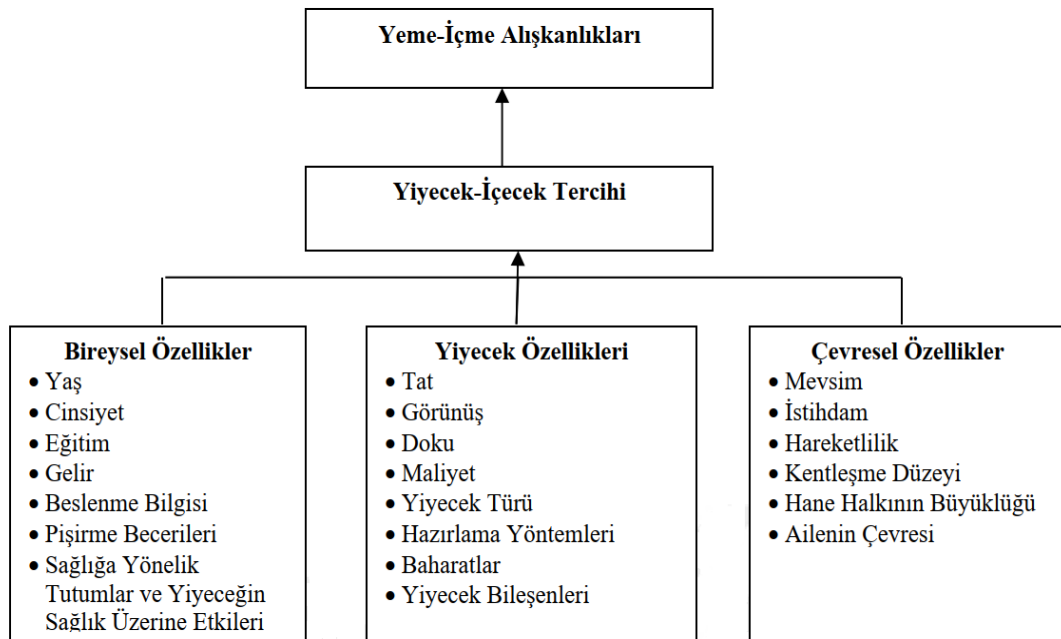 Yeme-İçme Alışkanlıkları
Yiyecek-İçecek Tercihi
Bireysel Özellikler
• Yaş
• Cinsiyet
• Eğitim
• Gelir
• Beslenme Bilgisi
• Pişirme Becerileri
• Sağlığa Yönelik
Tutumlar ve Yiyeceğin
Sağlık Üzerine Etkileri
Yiyecek Özellikleri
• Tat
• Görünüş
• Doku
• Maliyet
• Yiyecek Türü
• Hazırlama Yöntemleri
• Baharatlar
• Yiyecek Bileşenleri
Çevresel Özellikler
• Mevsim
• İstihdam
• Hareketlilik
• Kentleşme Düzeyi
• Hane Halkının Büyüklüğü
• Ailenin Çevresi